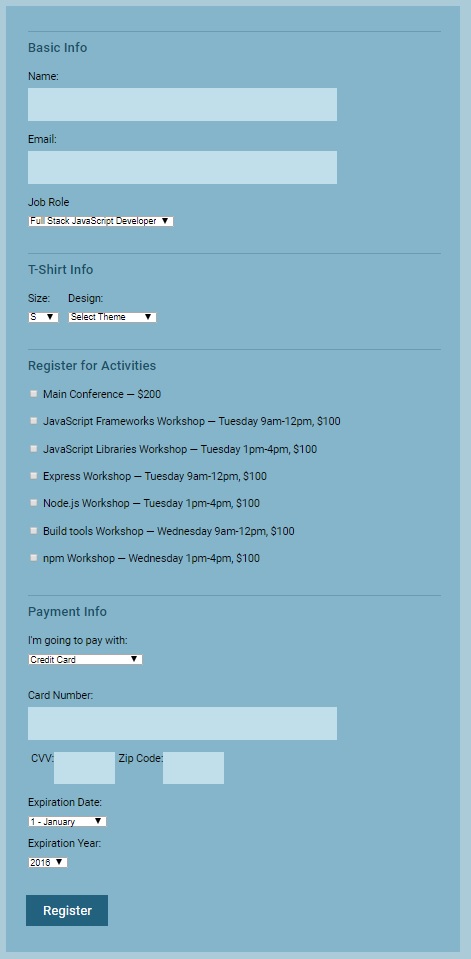 Basic Info
Name:
Email:
Job Role
Full Stack JavaScript Developer
T-Shirt Info
Size: Design:
S Select Theme
Register for Activities
Main Conference — $200
JavaScript Frameworks Workshop — Tuesday 9am-12pm, $100
JavaScript Libraries Workshop — Tuesday 1pm-4pm, $100
Express Workshop — Tuesday 9am-12pm, $100
Node.js Workshop — Tuesday 1pm-4pm, $100
Build tools Workshop — Wednesday 9am-12pm, $100
npm Workshop — Wednesday 1pm-4pm, $100
Payment Info
I'm going to pay with:
Credit Card
Card Number:
CVV: Zip Code:
Expiration Date:
1 - January
Expiration Year:
2016
Register